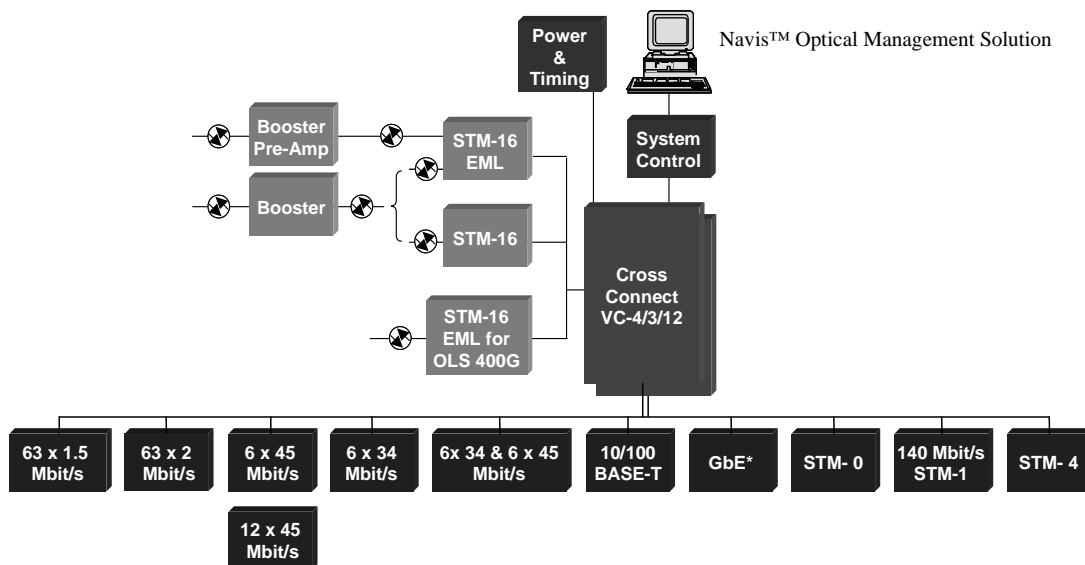 Power
&
Timing
Navis™ Optical Management Solution
Booster
Pre-Amp
STM-16
EML
System
Control
Booster
STM-16
Cross
Connect
VC-4/3/12
STM-16
EML for
OLS 400G
63 x 1.5
Mbit/s
63 x 2
Mbit/s
6 x 45
Mbit/s
6 x 34
Mbit/s
6x 34 & 6 x 45
Mbit/s
10/100
BASE-T
GbE*
STM- 0
140 Mbit/s
STM-1
STM- 4
12 x 45
Mbit/s